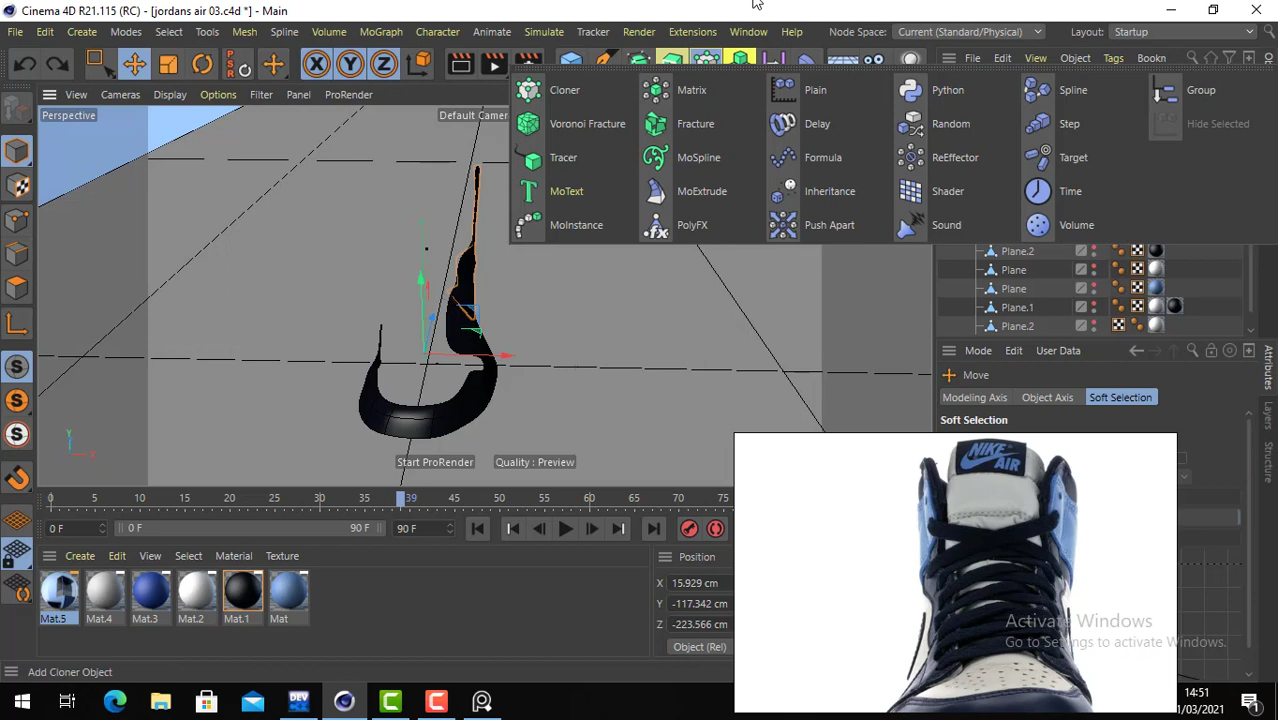 Cinema 4D R21.115 (RC) - [jordans air 03.c4d *] - Main
File Edit Create Modes Select Tools Mesh Spline Volume MoGraph Character Animate Simulate Tracker Render Extensions Window Help Node Space: Current (Standard/Physical) Layout: Startup
File Edit View Object Tags Bookn
View Cameras Display Options Filter Panel ProRender
Perspective Default Camer
Cloner Matrix Plain Python Spline Group
Voronoi Fracture Fracture Delay Random Step Hide Selected
Tracer MoSpline Formula ReEffector Target
MoText MoExtrude Inheritance Shader Time
MoInstance PolyFX Push Apart Sound Volume
Plane.2
Plane
Plane
Plane.1
Plane.2
Mode Edit User Data
Move
Modeling Axis Object Axis Soft Selection
Soft Selection
Attributes
Layers
Structure
Start ProRender Quality : Preview
0 5 10 15 20 25 30 39 45 50 55 60 65 70 75
0 F 0 F 90 F 90 F
Create Edit View Select Material Texture
Mat.5 Mat.4 Mat.3 Mat.2 Mat.1 Mat
Position
X 15.929 cm
Y -117.342 cm
Z -223.566 cm
Object (Rel)
NIKE
AIR
Activate Windows
Go to Settings to activate Windows.
Add Cloner Object
DEV
14:51
1/03/2021